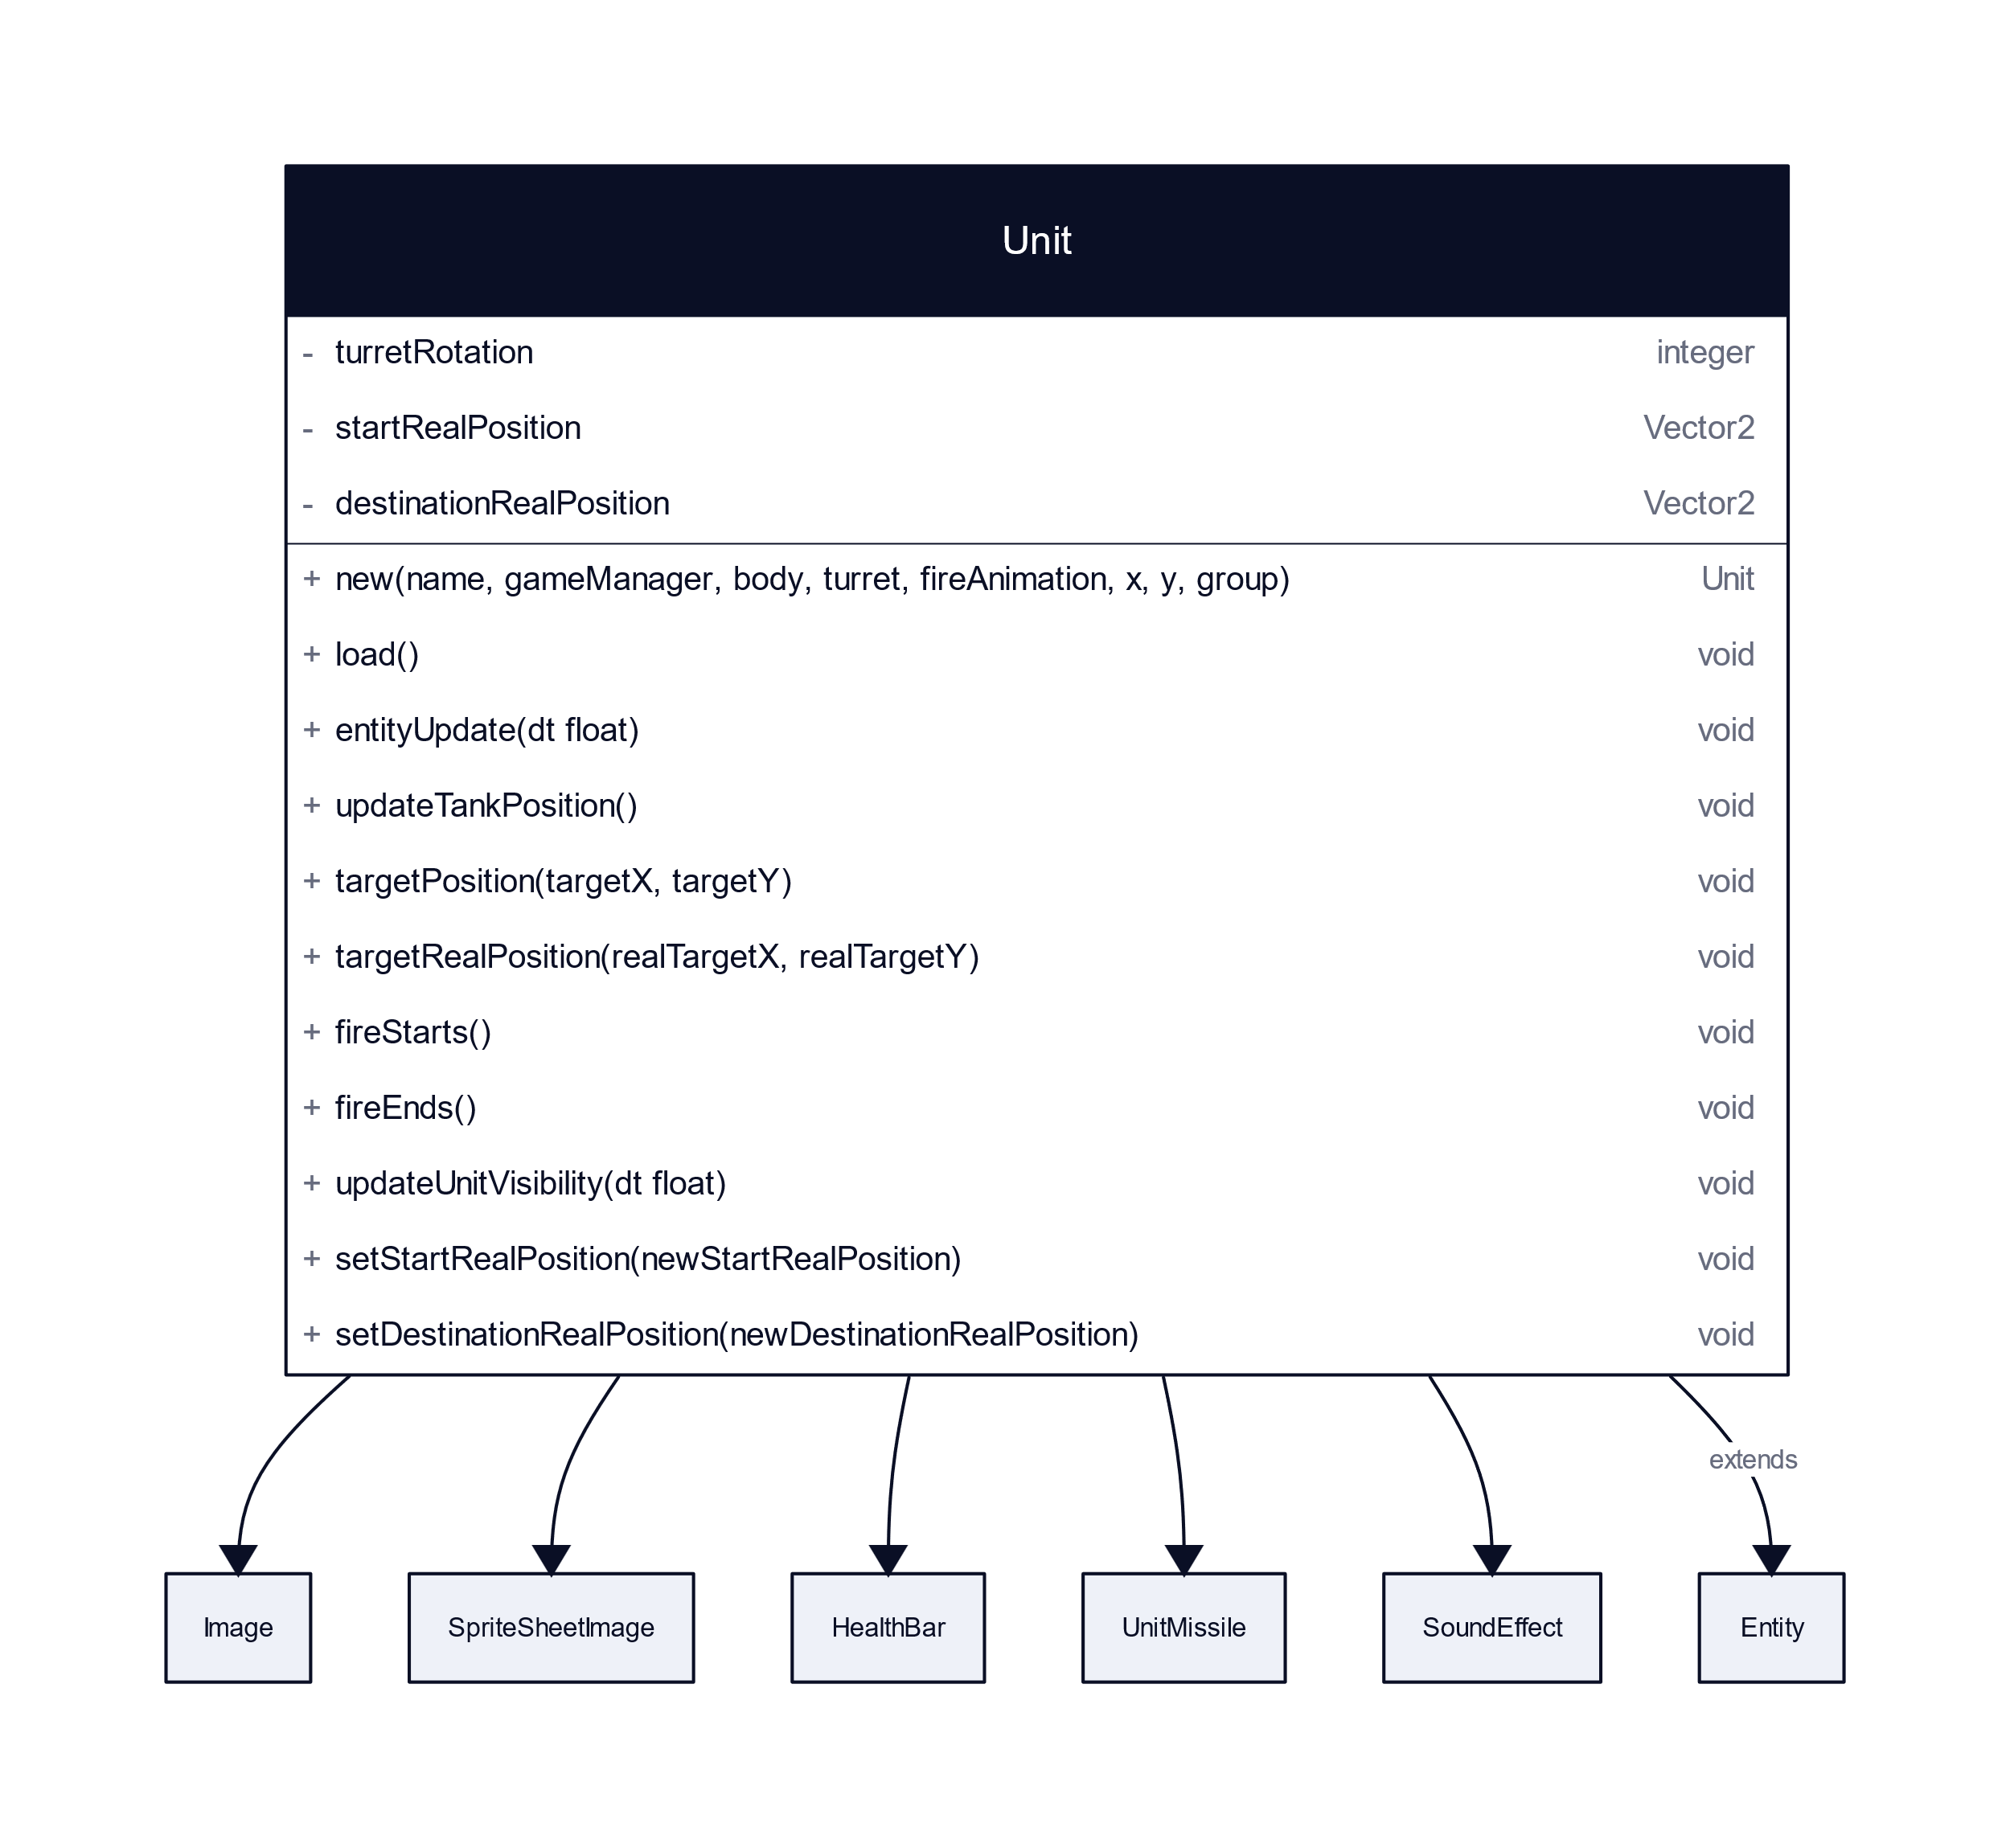 Unit
- turretRotation integer
- startRealPosition Vector2
- destinationRealPosition Vector2
+ new(name, gameManager, body, turret, fireAnimation, x, y, group) Unit
+ load() void
+ entityUpdate(dt float) void
+ updateTankPosition() void
+ targetPosition(targetX, targetY) void
+ targetRealPosition(realTargetX, realTargetY) void
+ fireStarts() void
+ fireEnds() void
+ updateUnitVisibility(dt float) void
+ setStartRealPosition(newStartRealPosition) void
+ setDestinationRealPosition(newDestinationRealPosition) void
extends
Image SpriteSheetImage HealthBar UnitMissile SoundEffect Entity